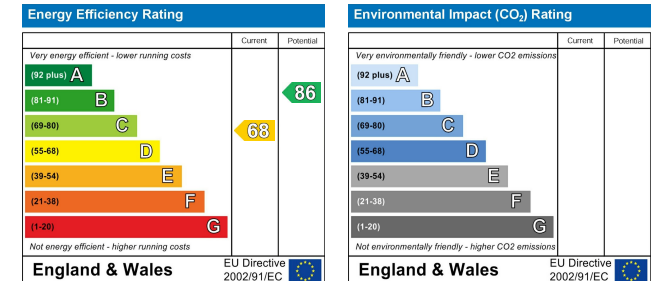 Energy Efficiency Rating
Current Potential
Very energy efficient - lower running costs
(92 plus) A
(81-91) B
86
(69-80) C
68
(55-68) D
(39-54) E
(21-38) F
(1-20) G
Not energy efficient - higher running costs
England & Wales
EU Directive
2002/91/EC
Environmental Impact (CO₂) Rating
Current Potential
Very environmentally friendly - lower CO2 emissions
(92 plus) A
(81-91) B
(69-80) C
(55-68) D
(39-54) E
(21-38) F
(1-20) G
Not environmentally friendly - higher CO2 emissions
England & Wales
EU Directive
2002/91/EC